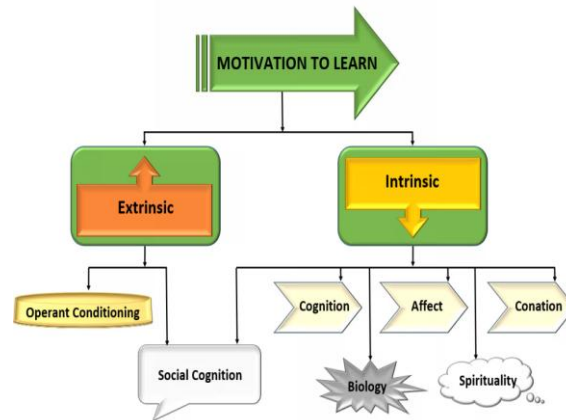 MOTIVATION TO LEARN
Extrinsic
Intrinsic
Operant Conditioning
Social Cognition
Cognition
Affect
Conation
Biology
Spirituality